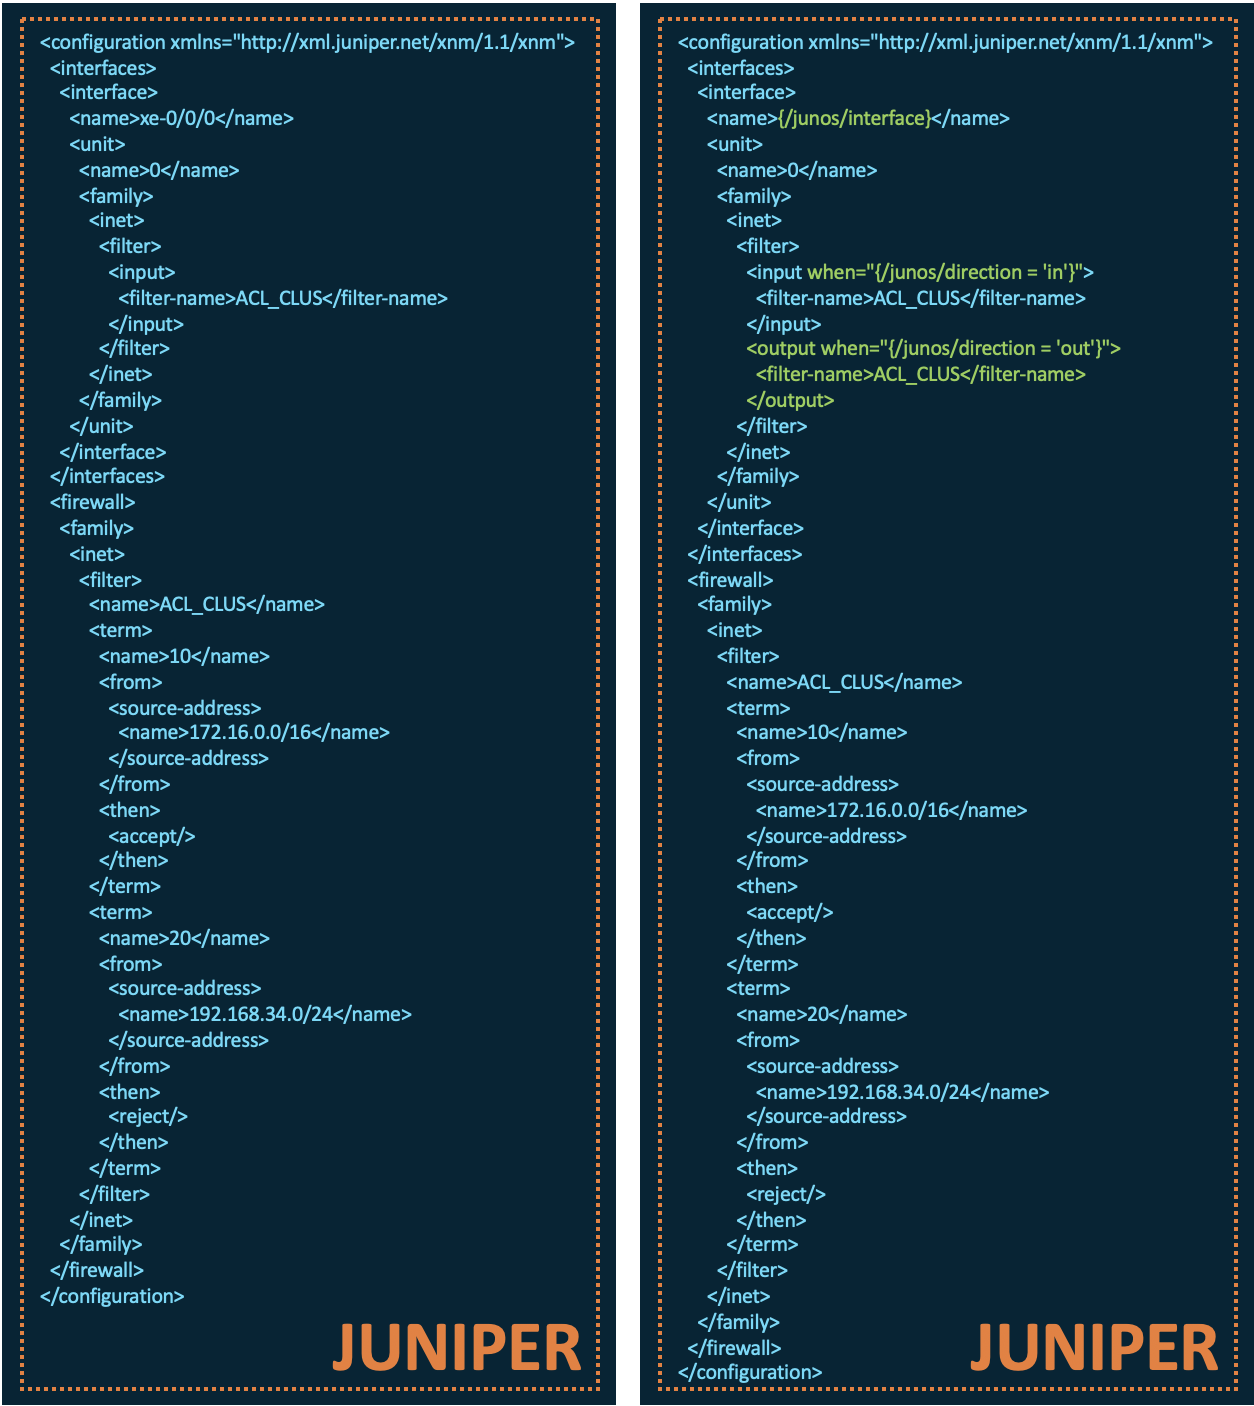 <configuration xmlns="http://xml.juniper.net/xnm/1.1/xnm">
<interfaces>
<interface>
<name>xe-0/0/0</name>
<unit>
<name>0</name>
<family>
<inet>
<filter>
<input>
<filter-name>ACL_CLUS</filter-name>
</input>
</filter>
</inet>
</family>
</unit>
</interface>
</interfaces>
<firewall>
<family>
<inet>
<filter>
<name>ACL_CLUS</name>
<term>
<name>10</name>
<from>
<source-address>
<name>172.16.0.0/16</name>
</source-address>
</from>
<then>
<accept/>
</then>
</term>
<term>
<name>20</name>
<from>
<source-address>
<name>192.168.34.0/24</name>
</source-address>
</from>
<then>
<reject/>
</then>
</term>
</filter>
</inet>
</family>
</firewall>
</configuration>
JUNIPER
<configuration xmlns="http://xml.juniper.net/xnm/1.1/xnm">
<interfaces>
<interface>
<name>{/junos/interface}</name>
<unit>
<name>0</name>
<family>
<inet>
<filter>
<input when="{/junos/direction = 'in'}">
<filter-name>ACL_CLUS</filter-name>
</input>
<output when="{/junos/direction = 'out'}">
<filter-name>ACL_CLUS</filter-name>
</output>
</filter>
</inet>
</family>
</unit>
</interface>
</interfaces>
<firewall>
<family>
<inet>
<filter>
<name>ACL_CLUS</name>
<term>
<name>10</name>
<from>
<source-address>
<name>172.16.0.0/16</name>
</source-address>
</from>
<then>
<accept/>
</then>
</term>
<term>
<name>20</name>
<from>
<source-address>
<name>192.168.34.0/24</name>
</source-address>
</from>
<then>
<reject/>
</then>
</term>
</filter>
</inet>
</family>
</firewall>
</configuration>
JUNIPER